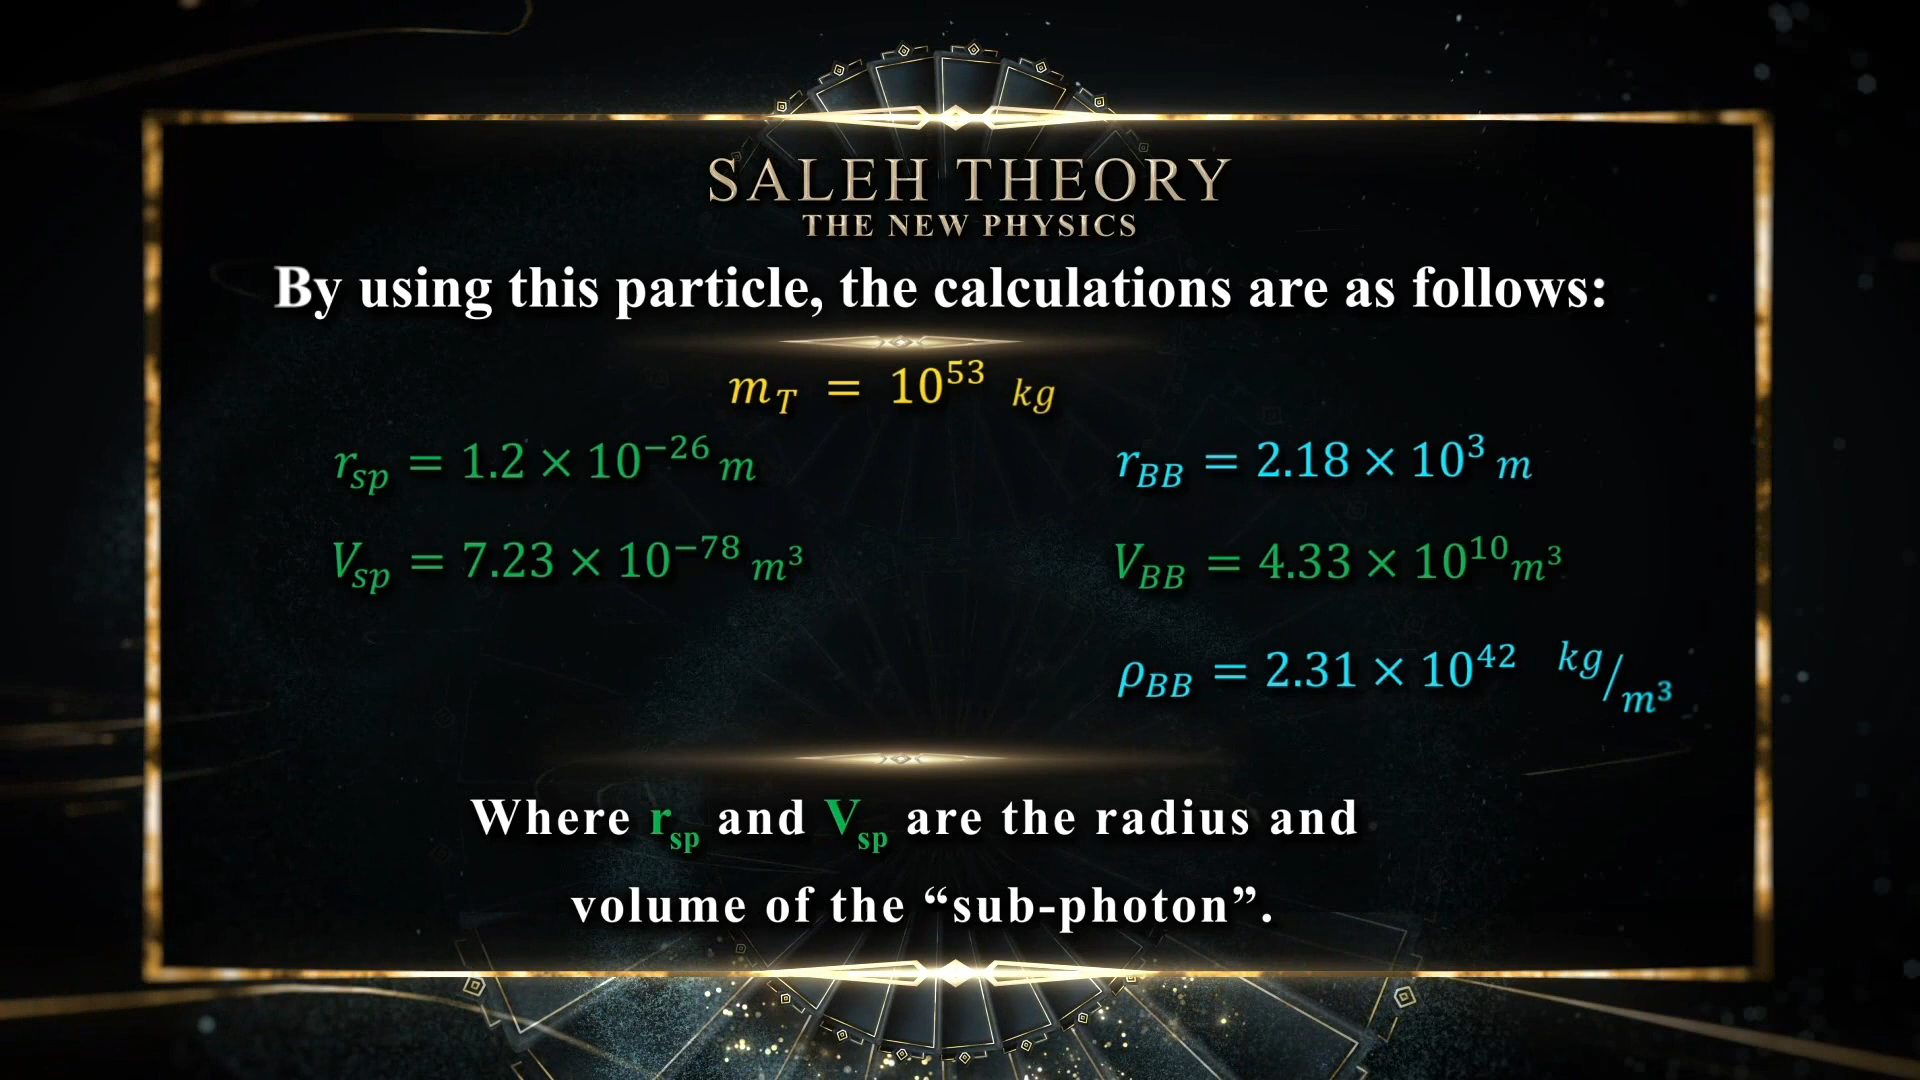 SALEH THEORY
THE NEW PHYSICS
By using this particle, the calculations are as follows:
m_T = 10^53 kg
r_sp = 1.2 × 10^−26 m
r_BB = 2.18 × 10^3 m
V_sp = 7.23 × 10^−78 m^3
V_BB = 4.33 × 10^10 m^3
ρ_BB = 2.31 × 10^42 kg/m^3
Where r_sp and V_sp are the radius and
volume of the “sub-photon”.